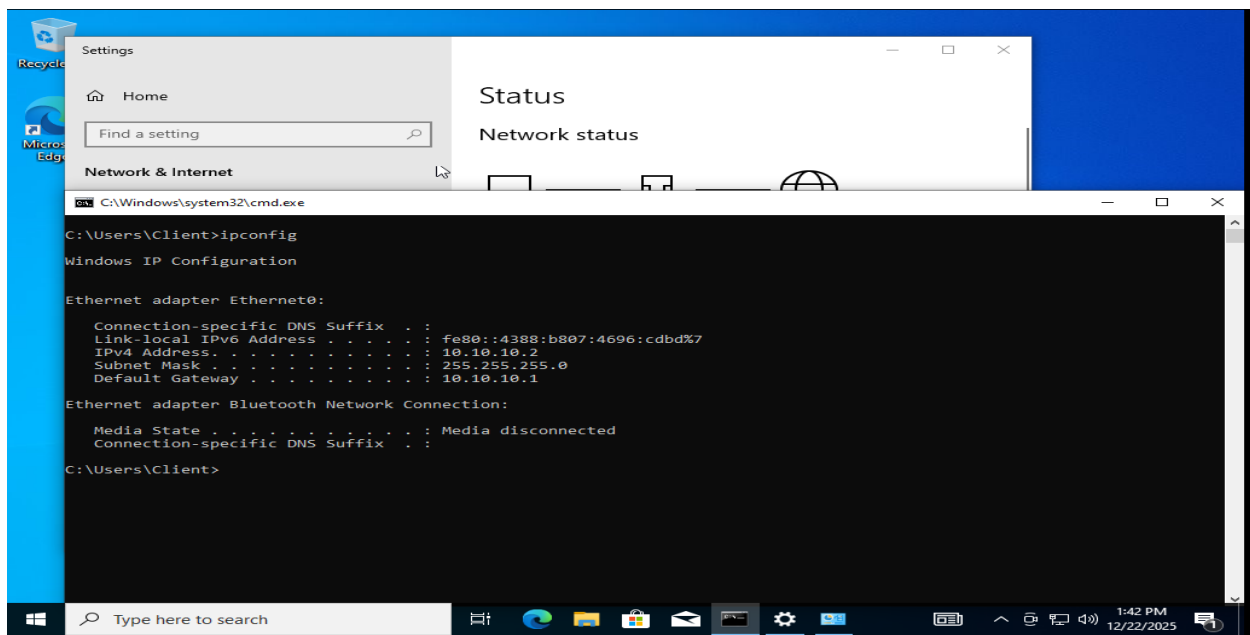 Recycle
Micros
Edge
Settings
Home
Find a setting
Network & Internet
Status
Network status
C:\Windows\system32\cmd.exe
C:\Users\Client>ipconfig
Windows IP Configuration
Ethernet adapter Ethernet0:
Connection-specific DNS Suffix . :
Link-local IPv6 Address . . . . . : fe80::4388:b807:4696:cdbd%7
IPv4 Address. . . . . . . . . . . : 10.10.10.2
Subnet Mask . . . . . . . . . . . : 255.255.255.0
Default Gateway . . . . . . . . . : 10.10.10.1
Ethernet adapter Bluetooth Network Connection:
Media State . . . . . . . . . . . : Media disconnected
Connection-specific DNS Suffix . :
C:\Users\Client>
Type here to search
1:42 PM
12/22/2025
1